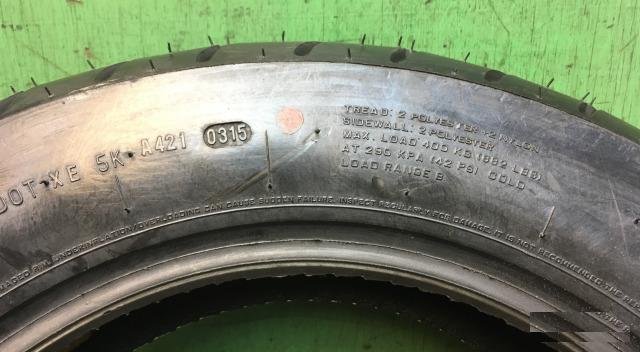 DOT XE 5K A421 0315
TREAD: 2 POLYESTER +2 NYLON
SIDEWALL: 2 POLYESTER
MAX. LOAD 400 KG (882 LBS)
AT 290 KPA (42 PSI) COLD
LOAD RANGE B
UNDERINFLATION/OVERLOADING CAN CAUSE SUDDEN FAILURE. INSPECT REGULARLY FOR DAMAGE. IT IS NOT RECOMMENDED THE